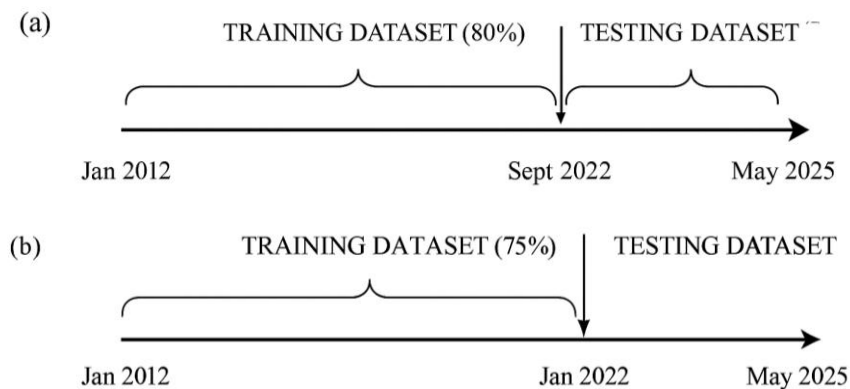 (a)
TRAINING DATASET (80%) TESTING DATASET
Jan 2012 Sept 2022 May 2025
(b)
TRAINING DATASET (75%) TESTING DATASET
Jan 2012 Jan 2022 May 2025